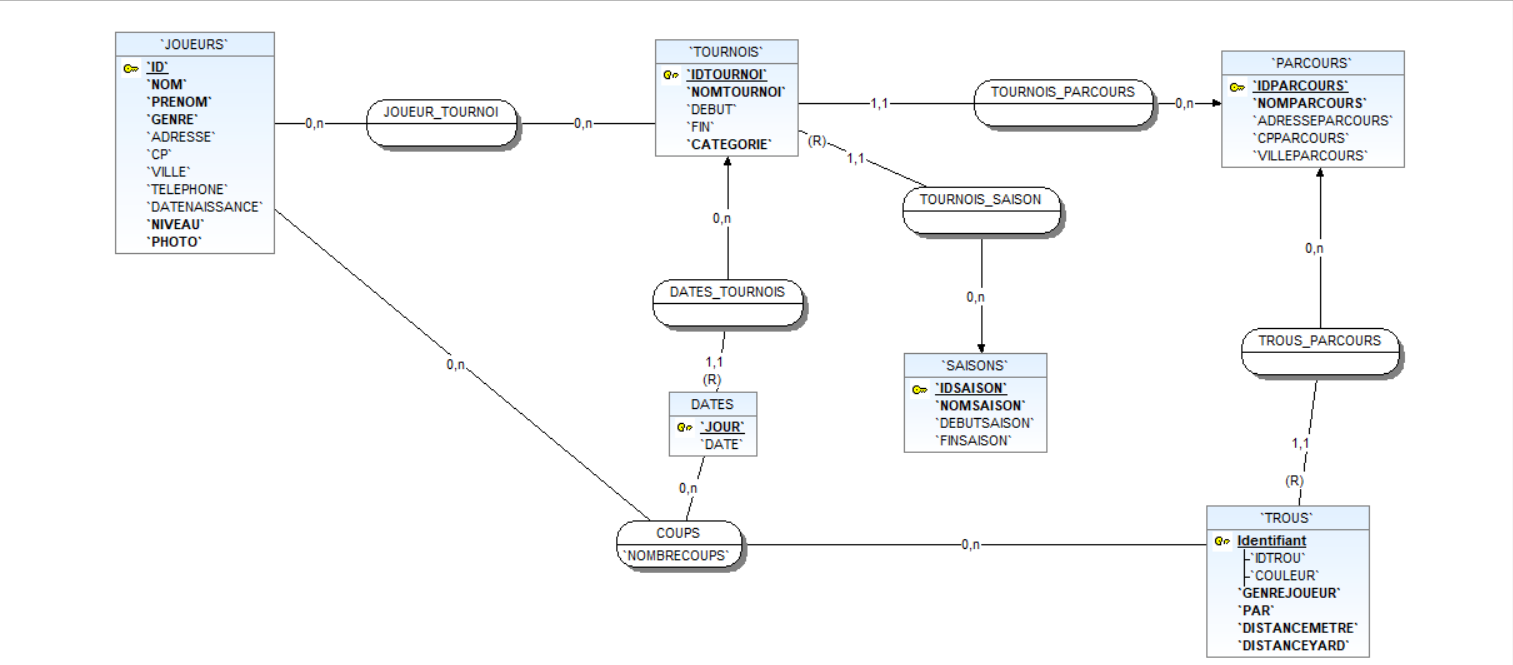 `JOUEURS`
`ID`
`NOM`
`PRENOM`
`GENRE`
`ADRESSE`
`CP`
`VILLE`
`TELEPHONE`
`DATENAISSANCE`
`NIVEAU`
`PHOTO`
0,n
JOUEUR_TOURNOI
0,n
`TOURNOIS`
`IDTOURNOI`
`NOMTOURNOI`
`DEBUT`
`FIN`
`CATEGORIE`
1,1
TOURNOIS_PARCOURS
0,n
`PARCOURS`
`IDPARCOURS`
`NOMPARCOURS`
`ADRESSEPARCOURS`
`CPPARCOURS`
`VILLEPARCOURS`
(R)
1,1
TOURNOIS_SAISON
0,n
0,n
DATES_TOURNOIS
1,1
(R)
0,n
TROUS_PARCOURS
1,1
(R)
`SAISONS`
`IDSAISON`
`NOMSAISON`
`DEBUTSAISON`
`FINSAISON`
DATES
`JOUR`
`DATE`
0,n
0,n
COUPS
`NOMBRECOUPS`
0,n
`TROUS`
Identifiant
`IDTROU`
`COULEUR`
`GENREJOUEUR`
`PAR`
`DISTANCEMETRE`
`DISTANCEYARD`